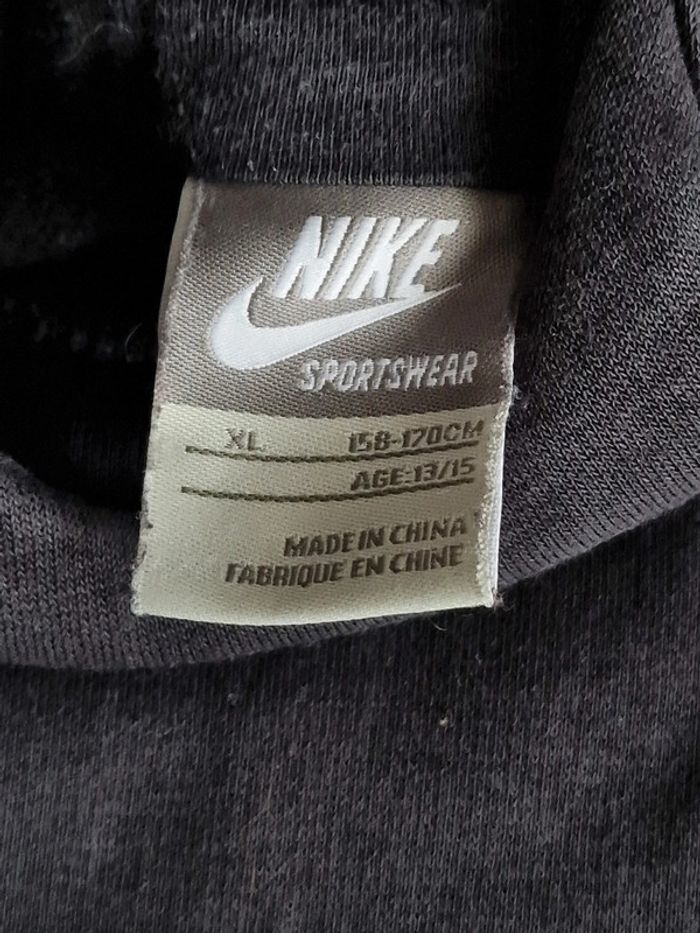 NIKE
SPORTSWEAR
XL 158-170CM
AGE:13/15
MADE IN CHINA
FABRIQUE EN CHINE